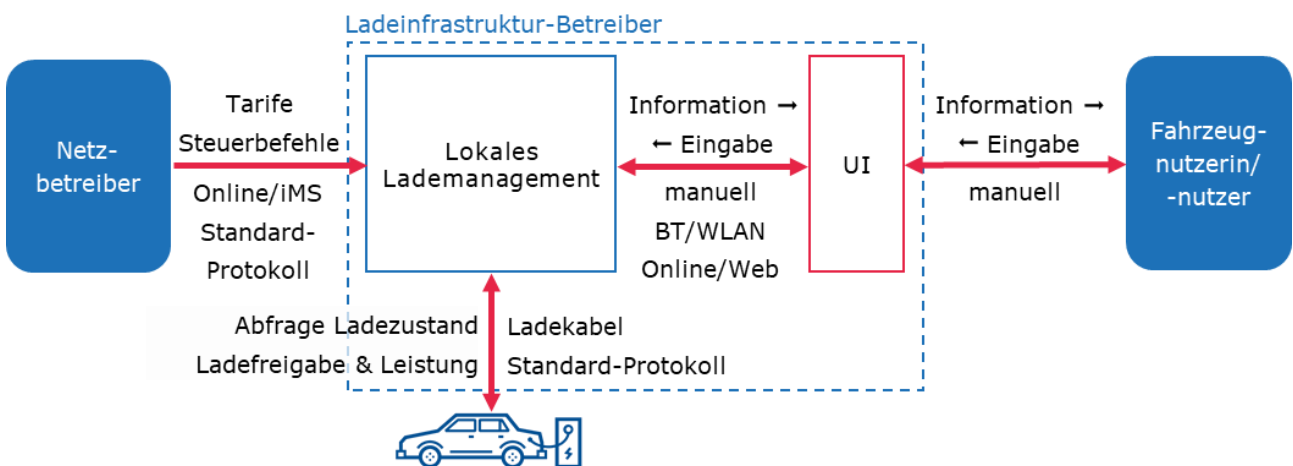 Ladeinfrastruktur-Betreiber
Netz-
betreiber
Tarife
Steuerbefehle
Online/iMS
Standard-
Protokoll
Lokales
Lademanagement
Information →
← Eingabe
manuell
BT/WLAN
Online/Web
UI
Information →
← Eingabe
manuell
Fahrzeug-
nutzerin/
-nutzer
Abfrage Ladezustand
Ladefreigabe & Leistung
Ladekabel
Standard-Protokoll